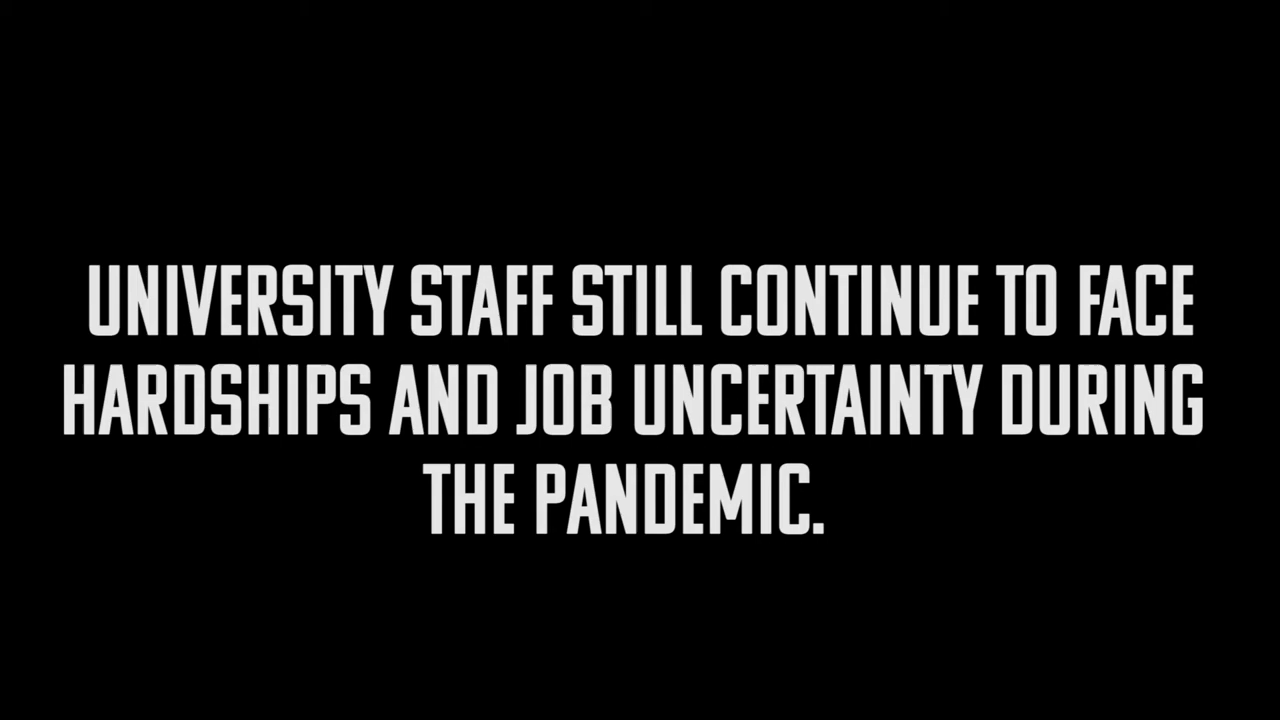 UNIVERSITY STAFF STILL CONTINUE TO FACE
HARDSHIPS AND JOB UNCERTAINTY DURING
THE PANDEMIC.